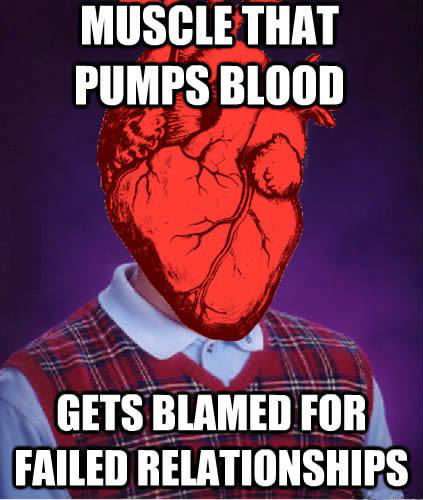 MUSCLE THAT
PUMPS BLOOD
GETS BLAMED FOR
FAILED RELATIONSHIPS